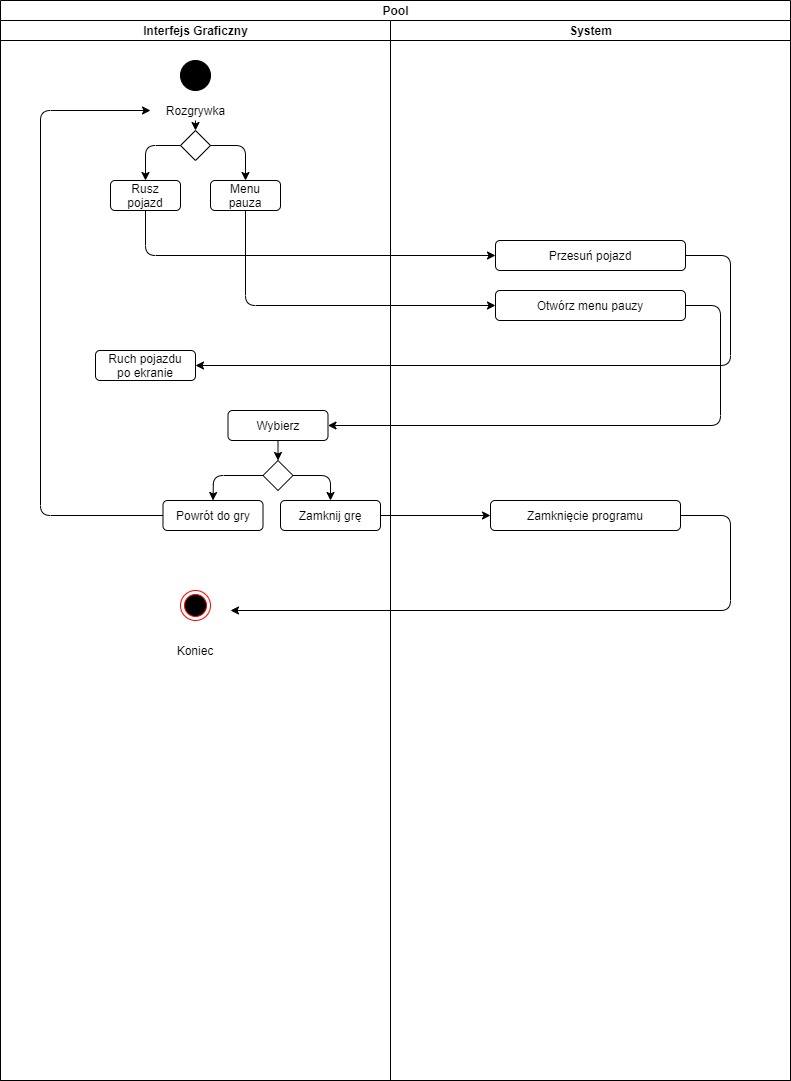 Pool
Interfejs Graficzny
System
Rozgrywka
Rusz
pojazd
Menu
pauza
Przesuń pojazd
Otwórz menu pauzy
Ruch pojazdu
po ekranie
Wybierz
Powrót do gry
Zamknij grę
Zamknięcie programu
Koniec